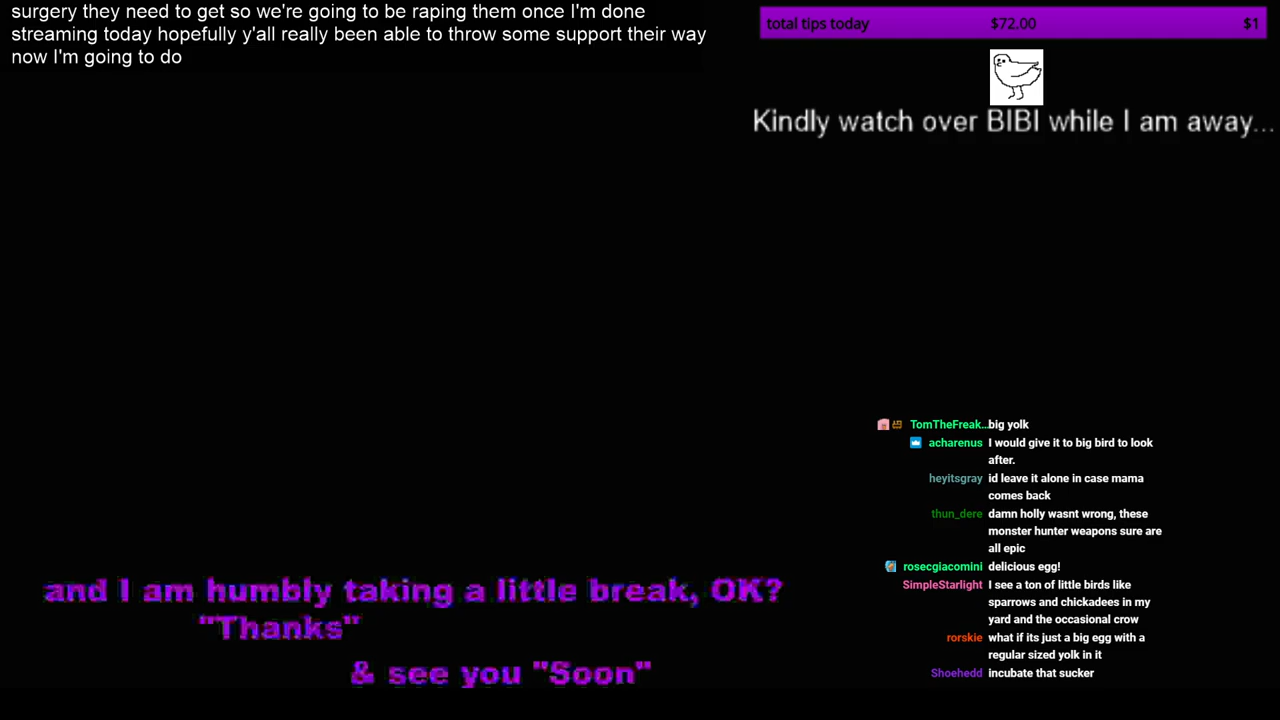 surgery they need to get so we're going to be raping them once I'm done
streaming today hopefully y'all really been able to throw some support their way
now I'm going to do
total tips today $72.00 $1
Kindly watch over BIBI while I am away...
TomTheFreak... big yolk
acharenus I would give it to big bird to look
after.
heyitsgray id leave it alone in case mama
comes back
thun_dere damn holly wasnt wrong, these
monster hunter weapons sure are
all epic
rosecgiacomini delicious egg!
SimpleStarlight I see a ton of little birds like
sparrows and chickadees in my
yard and the occasional crow
rorskie what if its just a big egg with a
regular sized yolk in it
Shoehedd incubate that sucker
and I am humbly taking a little break, OK?
"Thanks"
& see you "Soon"